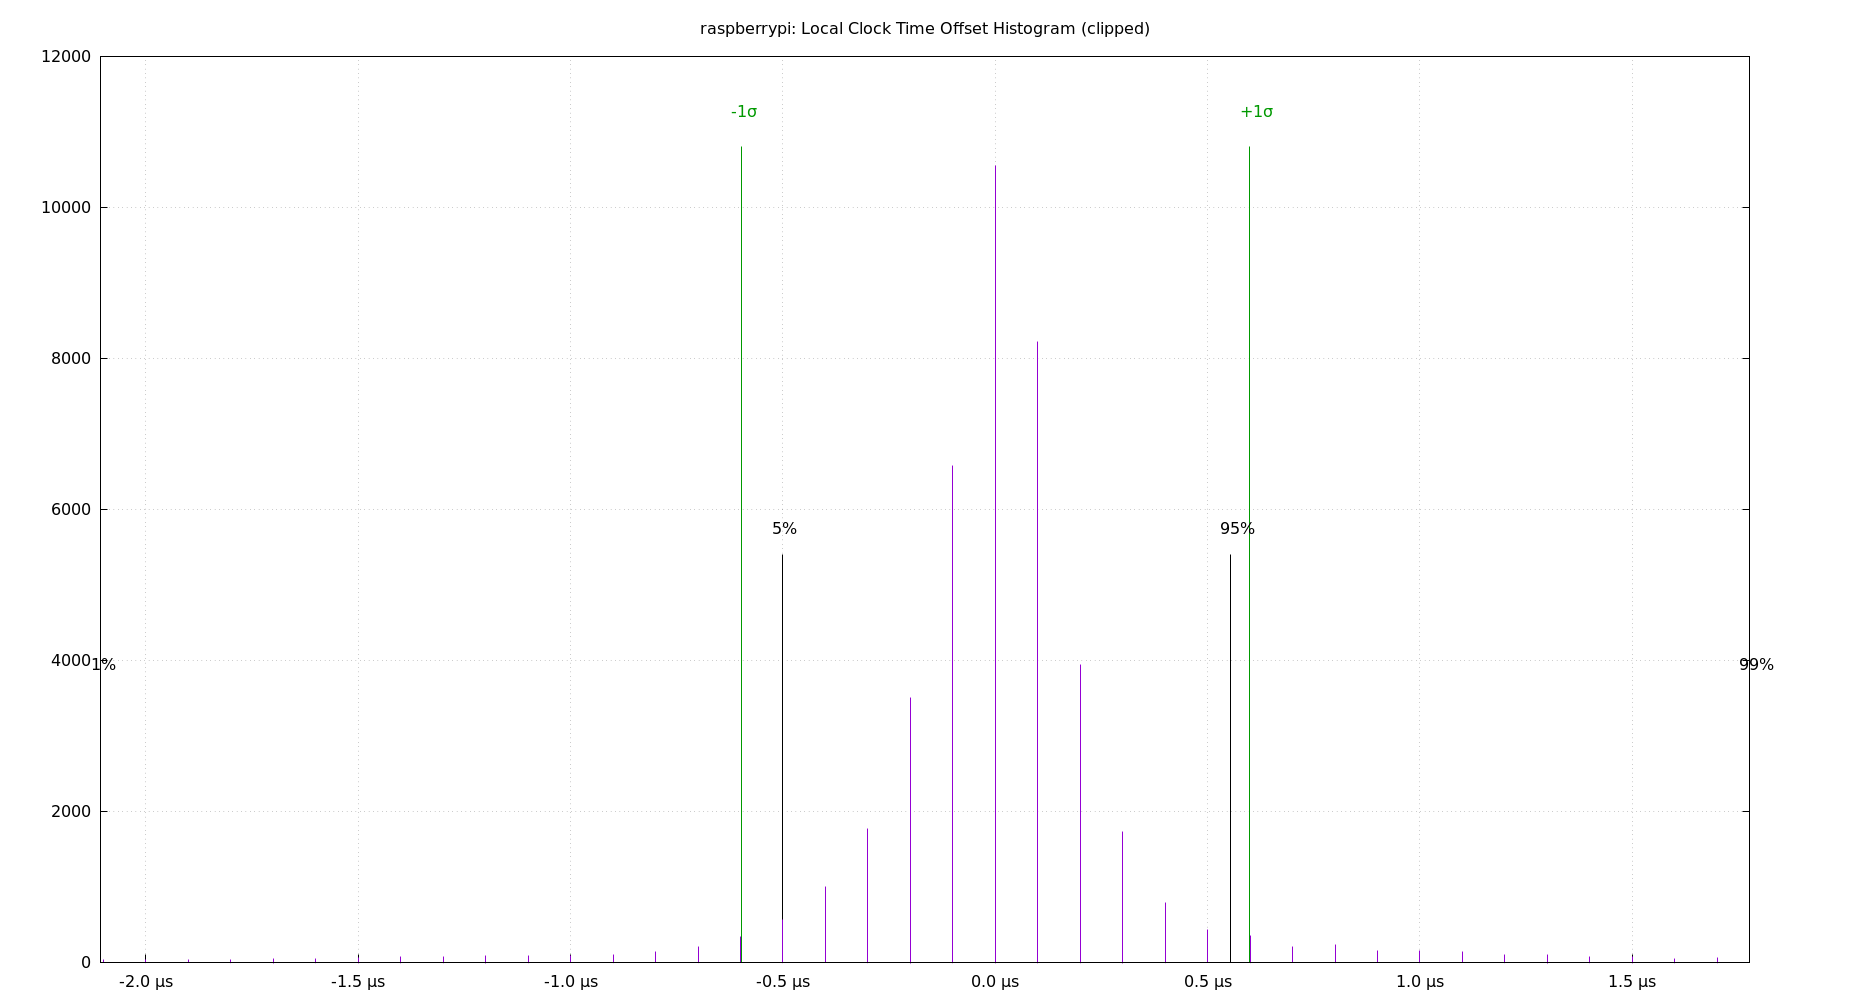 raspberrypi: Local Clock Time Offset Histogram (clipped)
12000
-1σ +1σ
10000
8000
6000
5% 95%
4000 1% 99%
2000
0
-2.0 µs -1.5 µs -1.0 µs -0.5 µs 0.0 µs 0.5 µs 1.0 µs 1.5 µs